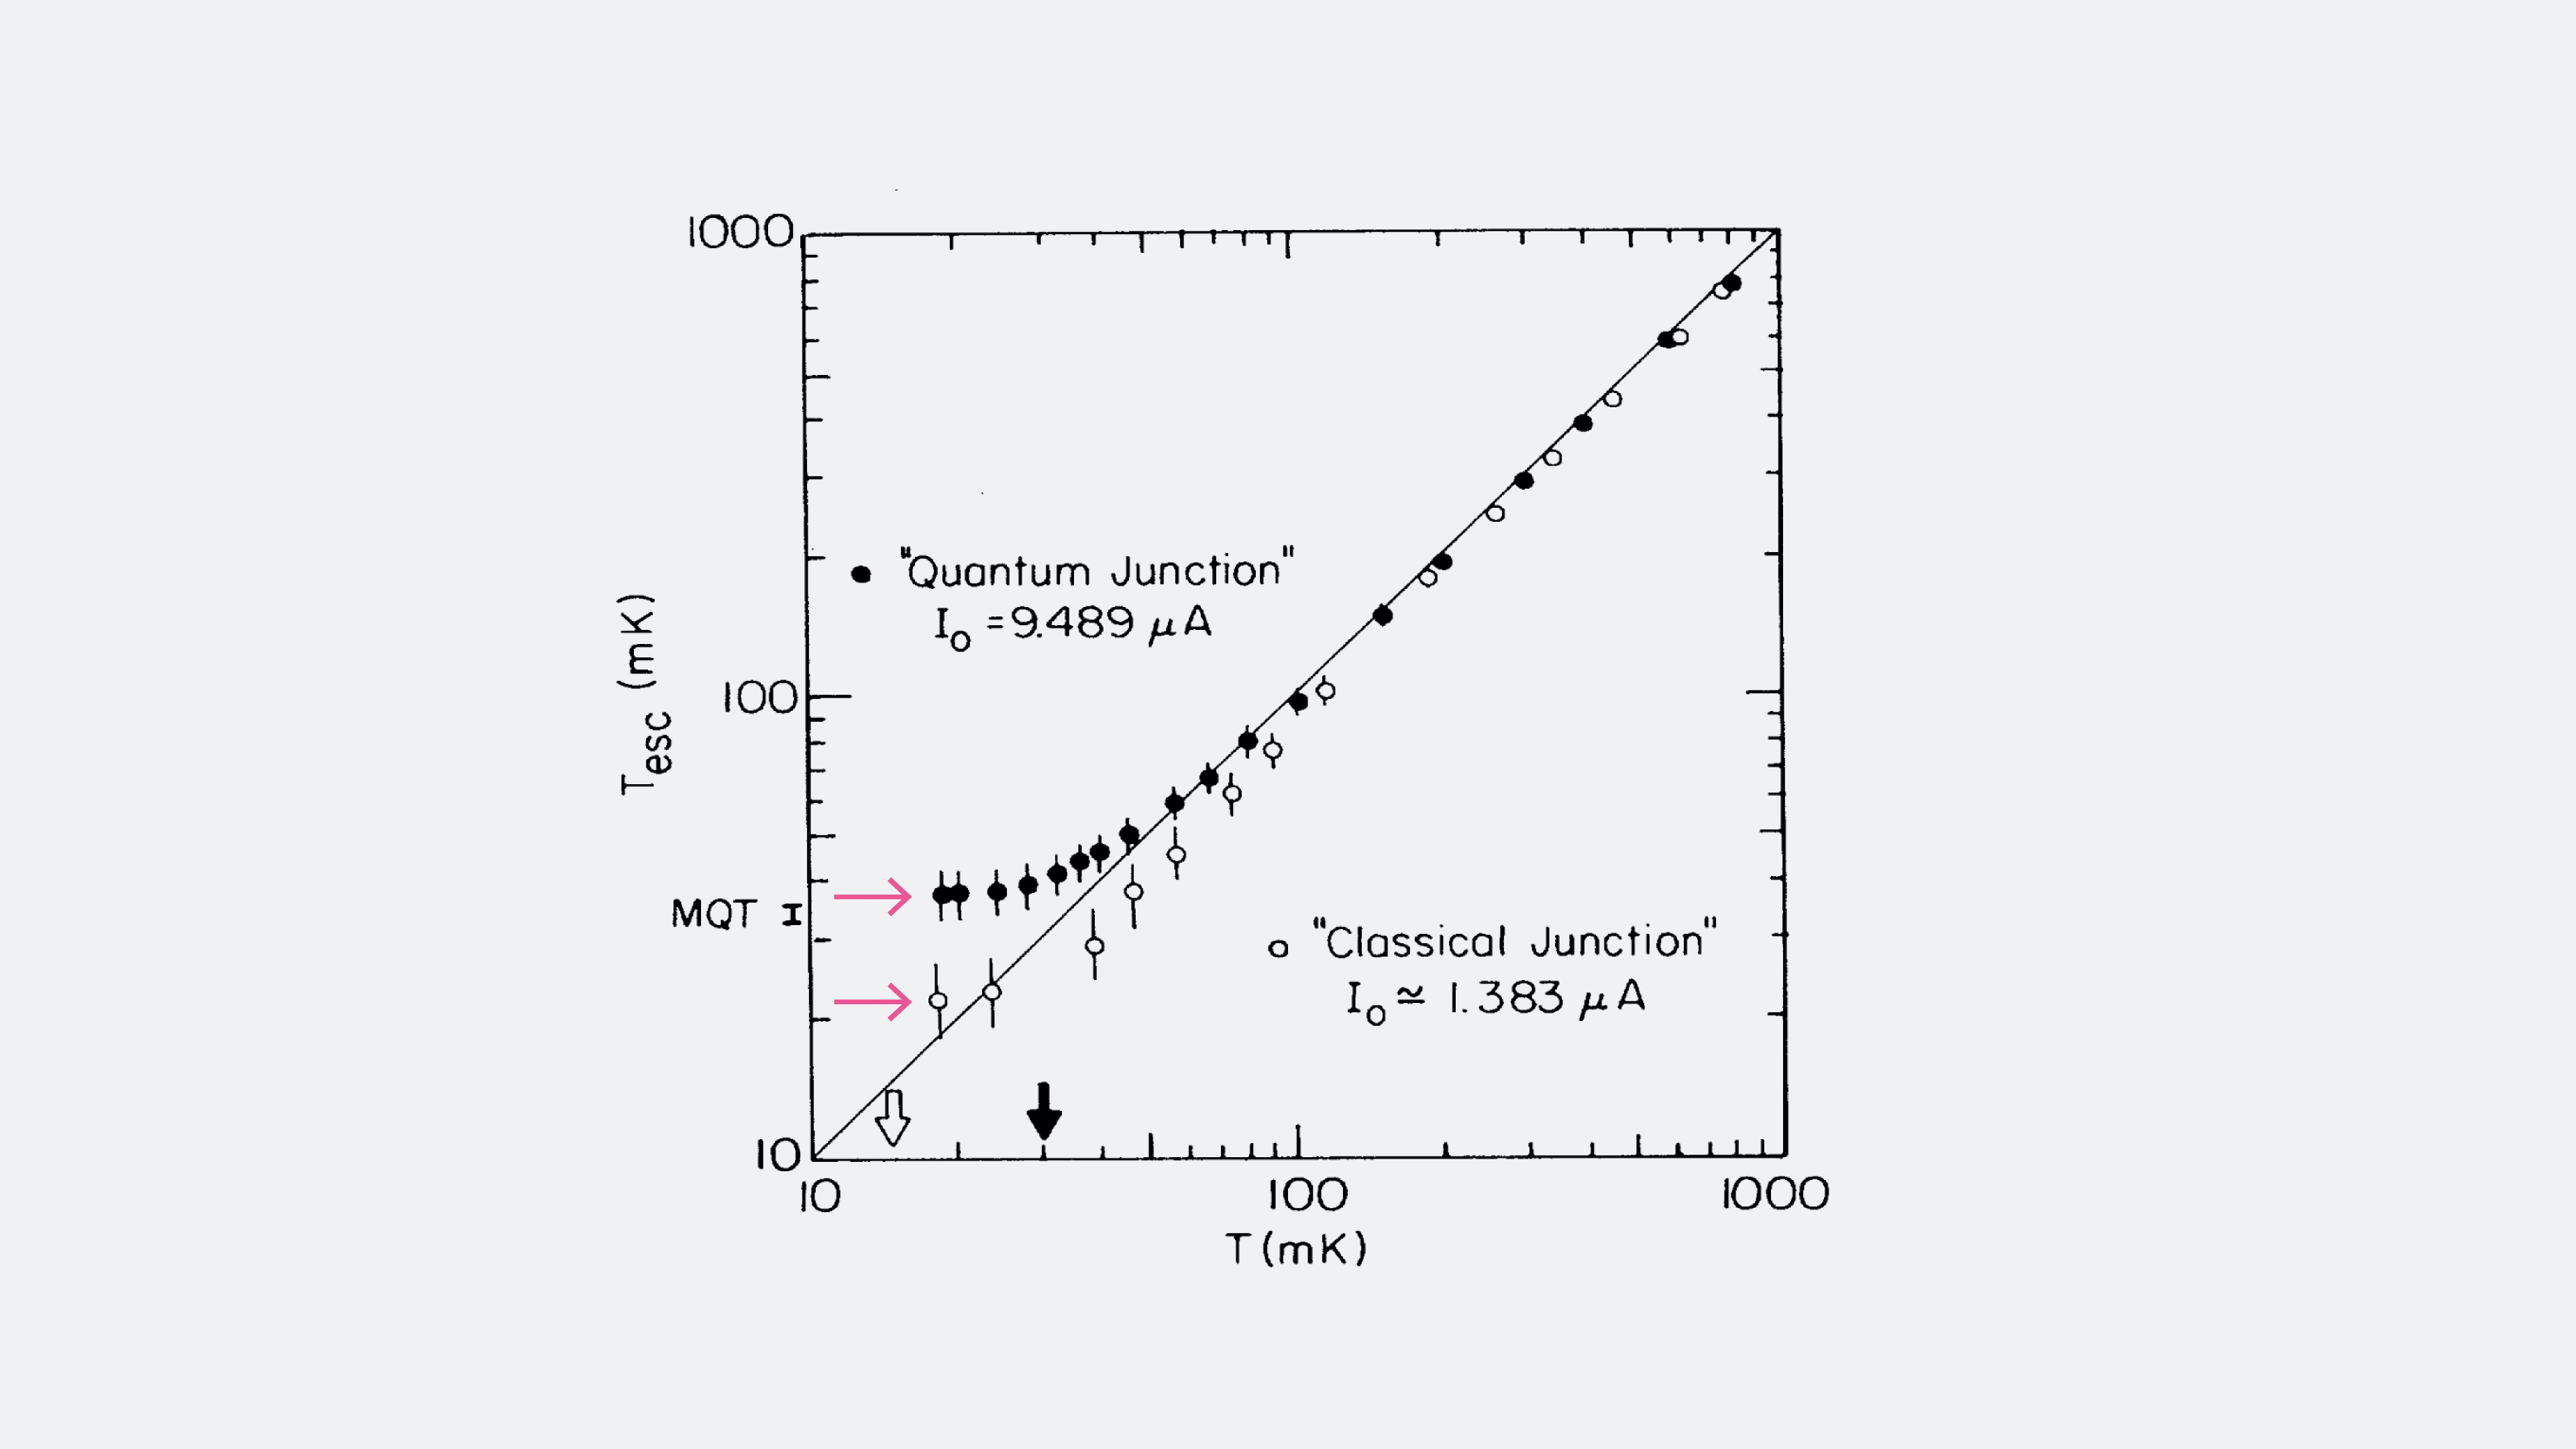 1000
"Quantum Junction"
I₀ =9.489 μA
Tesc (mK)
100
MQT I
"Classical Junction"
I₀ ≃ 1.383 μA
10
10 100 1000
T(mK)